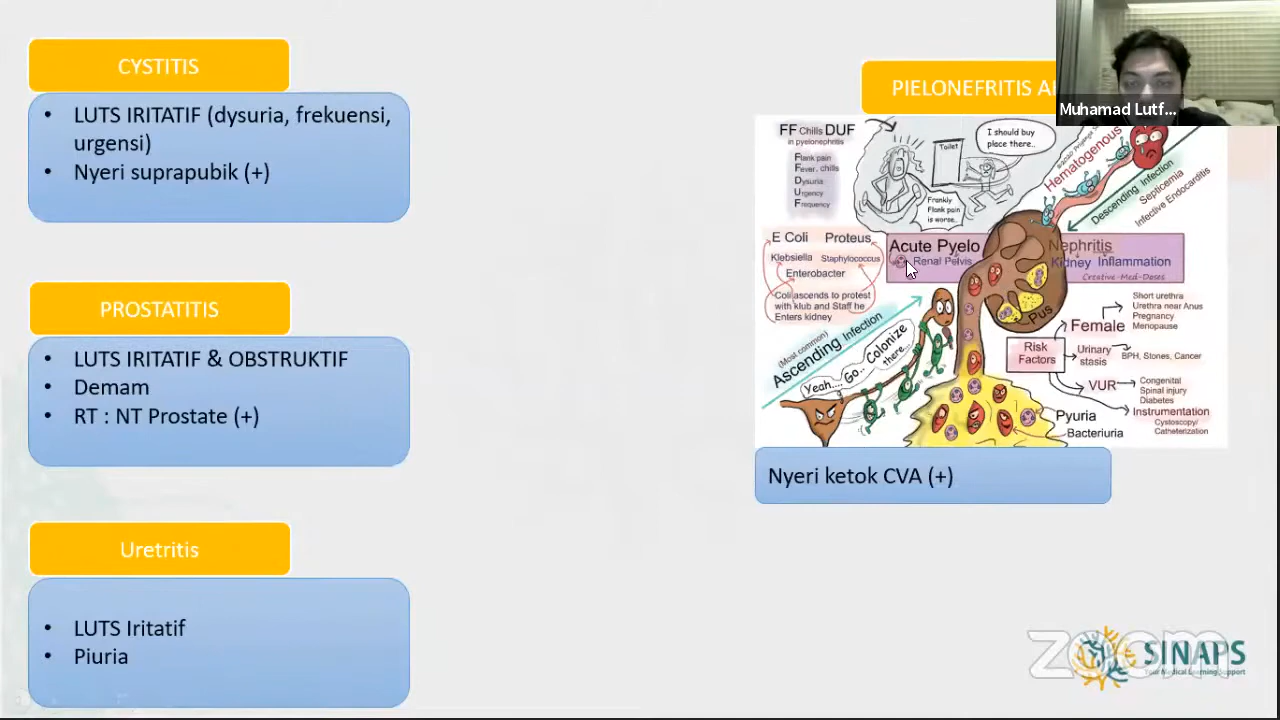 CYSTITIS
• LUTS IRITATIF (dysuria, frekuensi,
urgensi)
• Nyeri suprapubik (+)
PROSTATITIS
• LUTS IRITATIF & OBSTRUKTIF
• Demam
• RT : NT Prostate (+)
Uretritis
• LUTS Iritatif
• Piuria
PIELONEFRITIS
Muhamad Lutf...
FF Chills DUF
in pyelonephritis
Flank pain
Fever, chills
Dysuria
Urgency
Frequency
Toilet
I should buy
place there..
Frankly
Flank pain
is worse..
Hematogenous
Descending Infection
Septicemia
Infective Endocarditis
E Coli Proteus
Klebsiella Staphylococcus
Enterobacter
Coli ascends to protest
with klub and Staff he
Enters kidney
Acute Pyelo Nephritis
Renal Pelvis Kidney Inflammation
Creative-Med-Doses
Pus
(Most common)
Ascending Infection
Yeah.... Go.. Colonize
there...
Risk
Factors
Female
Short urethra
Urethra near Anus
Pregnancy
Menopause
Urinary
stasis
BPH, Stones, Cancer
VUR
Congenital
Spinal injury
Diabetes
Instrumentation
Cystoscopy/
Catheterization
Pyuria
Bacteriuria
Nyeri ketok CVA (+)
zoom
SINAPS
Your Medical Learning Support